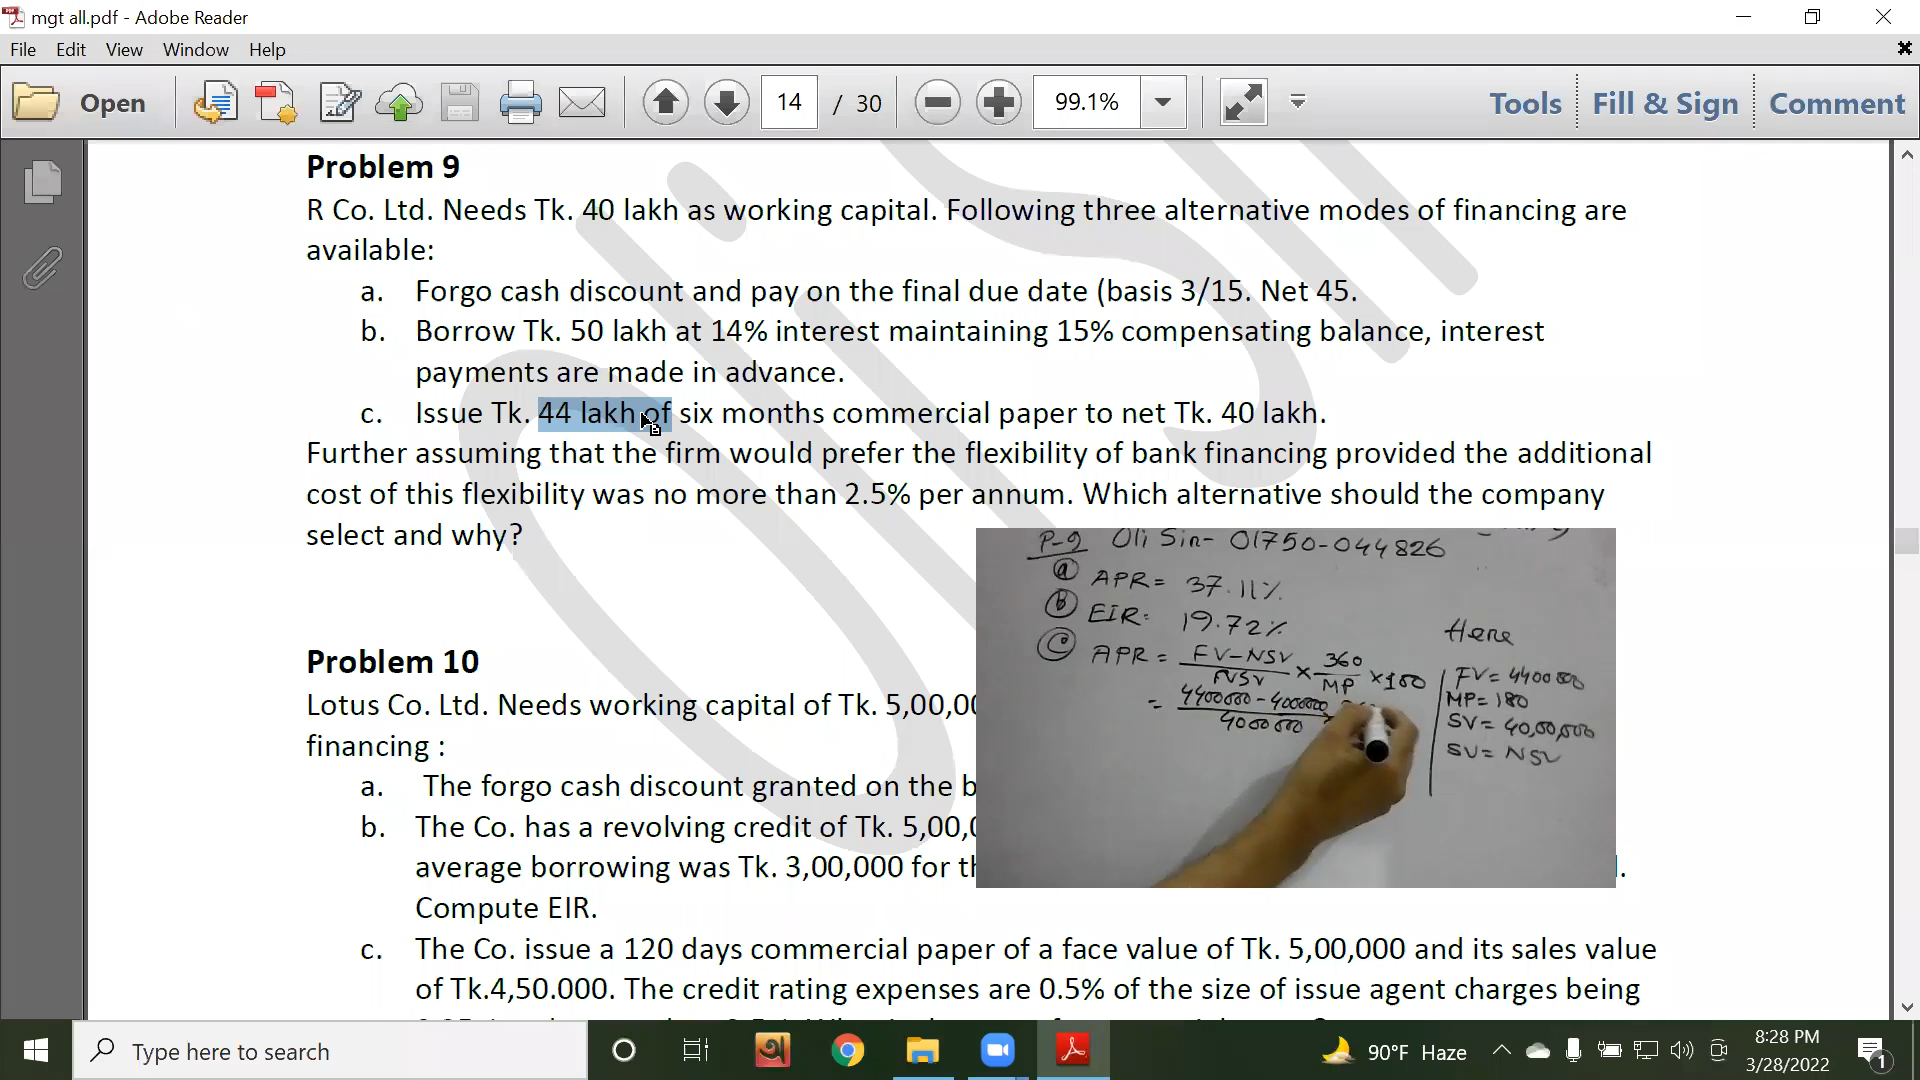 mgt all.pdf - Adobe Reader
File Edit View Window Help
Open 14 / 30 99.1% Tools Fill & Sign Comment
Problem 9
R Co. Ltd. Needs Tk. 40 lakh as working capital. Following three alternative modes of financing are
available:
a. Forgo cash discount and pay on the final due date (basis 3/15. Net 45.
b. Borrow Tk. 50 lakh at 14% interest maintaining 15% compensating balance, interest
payments are made in advance.
c. Issue Tk. 44 lakh of six months commercial paper to net Tk. 40 lakh.
Further assuming that the firm would prefer the flexibility of bank financing provided the additional
cost of this flexibility was no more than 2.5% per annum. Which alternative should the company
select and why?
P-9 Oli Sir- 01750-044826
a APR = 37.11%
b EIR= 19.72%
c APR = FV-NSV / NSV × 360 / MP × 100
= 4400000 - 4000000 / 4000000
Here
FV= 4400000
MP= 180
SV= 40,00,000
SV= NSV
Problem 10
Lotus Co. Ltd. Needs working capital of Tk. 5,00,00
financing :
a. The forgo cash discount granted on the b
b. The Co. has a revolving credit of Tk. 5,00,0
average borrowing was Tk. 3,00,000 for th
Compute EIR.
c. The Co. issue a 120 days commercial paper of a face value of Tk. 5,00,000 and its sales value
of Tk.4,50.000. The credit rating expenses are 0.5% of the size of issue agent charges being
Type here to search
90°F Haze
8:28 PM
3/28/2022
1